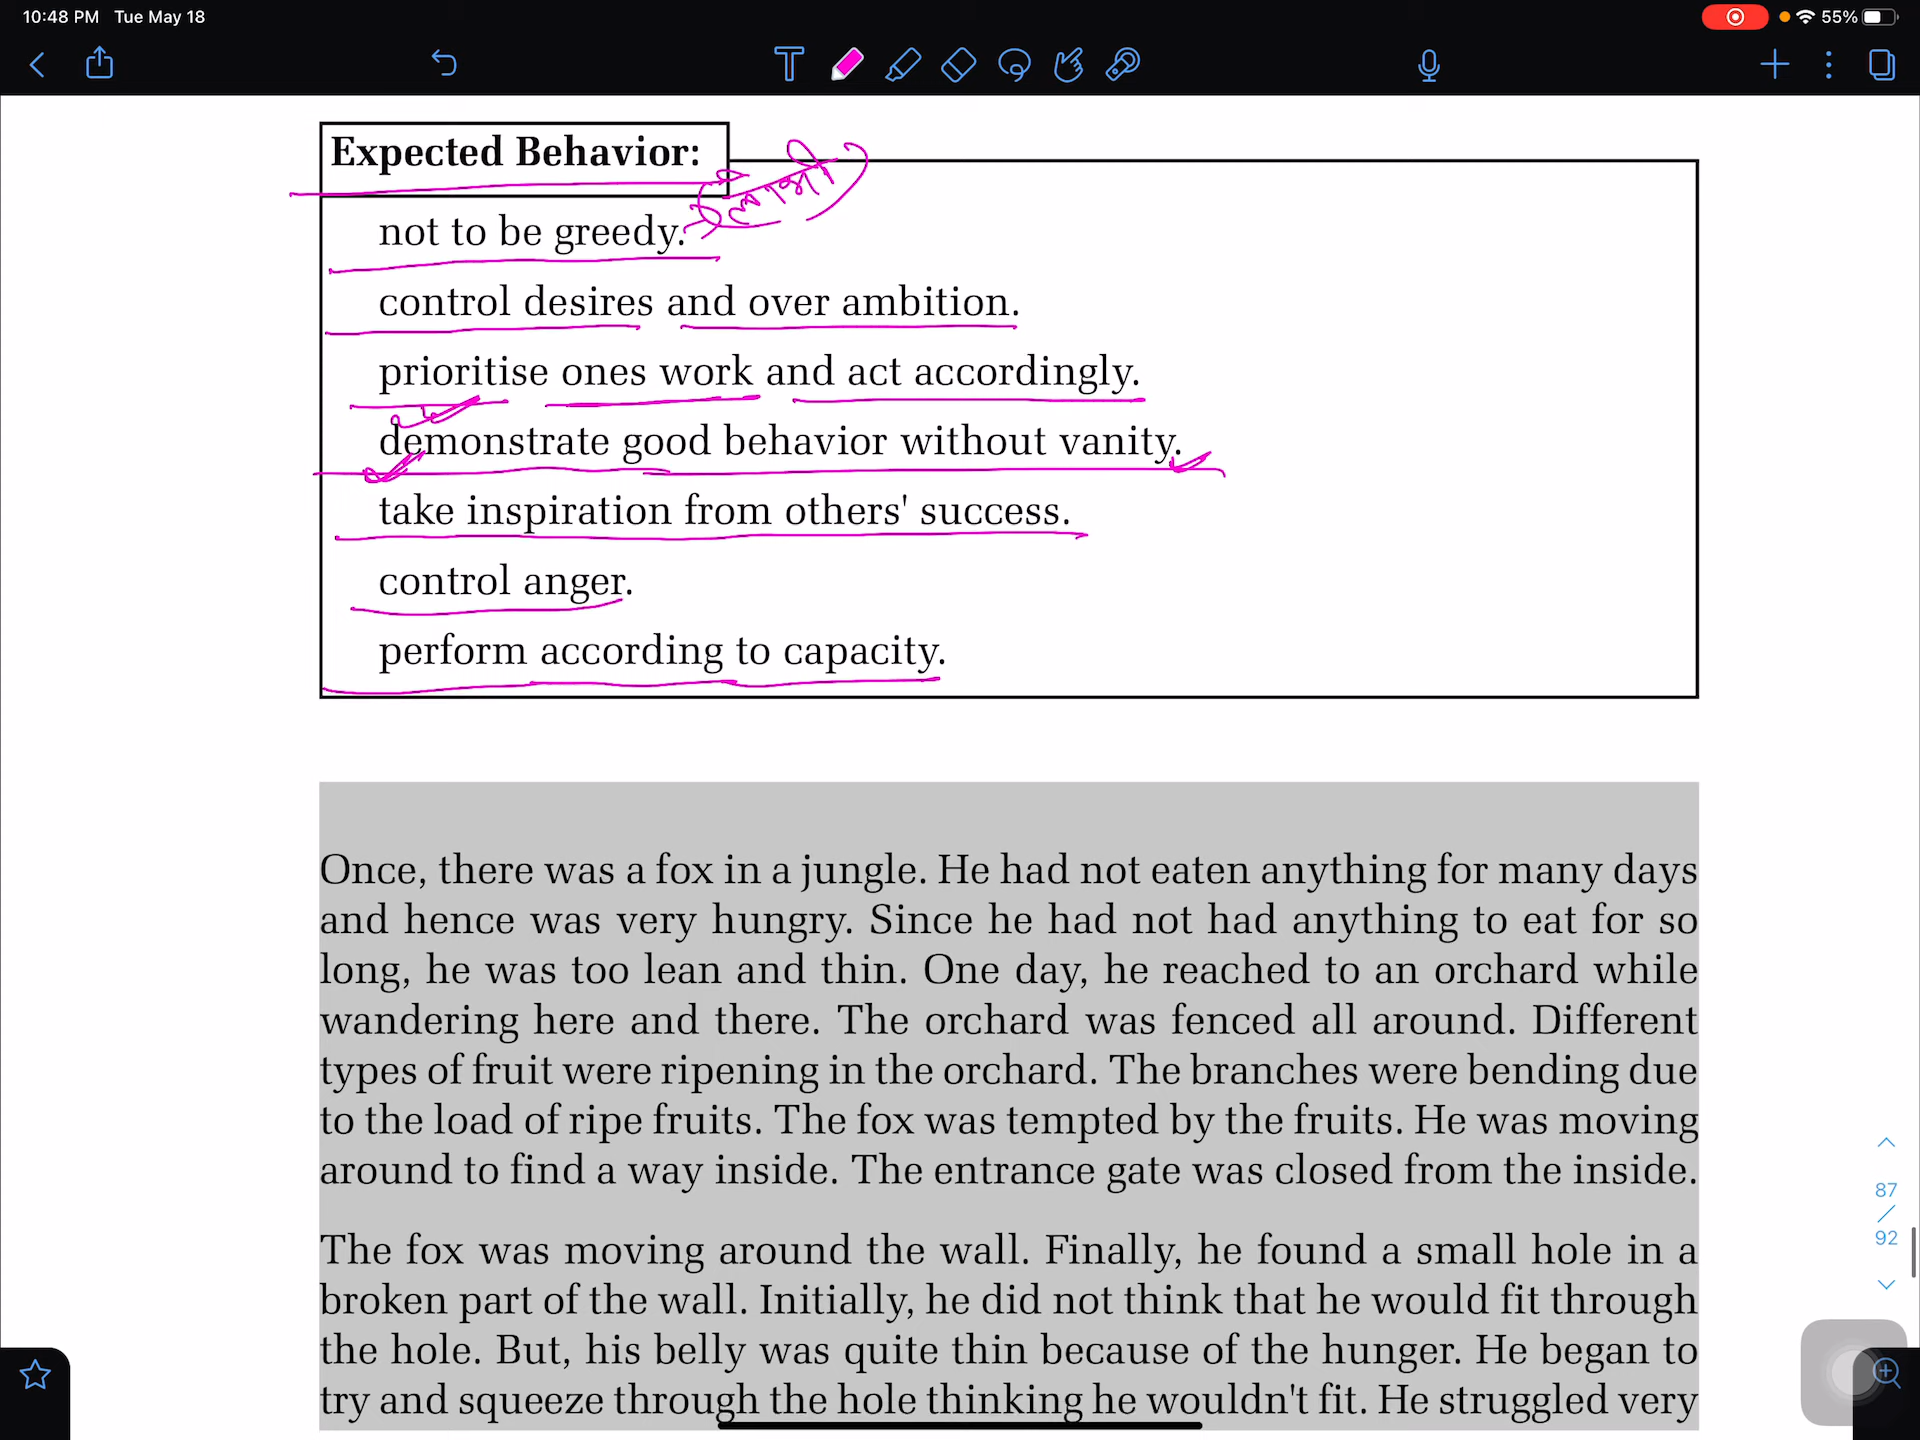 10:48 PM Tue May 18
55%
Expected Behavior:
not to be greedy.
control desires and over ambition.
prioritise ones work and act accordingly.
demonstrate good behavior without vanity.
take inspiration from others' success.
control anger.
perform according to capacity.
Once, there was a fox in a jungle. He had not eaten anything for many days
and hence was very hungry. Since he had not had anything to eat for so
long, he was too lean and thin. One day, he reached to an orchard while
wandering here and there. The orchard was fenced all around. Different
types of fruit were ripening in the orchard. The branches were bending due
to the load of ripe fruits. The fox was tempted by the fruits. He was moving
around to find a way inside. The entrance gate was closed from the inside.
The fox was moving around the wall. Finally, he found a small hole in a
broken part of the wall. Initially, he did not think that he would fit through
the hole. But, his belly was quite thin because of the hunger. He began to
try and squeeze through the hole thinking he wouldn't fit. He struggled very
87
/
92